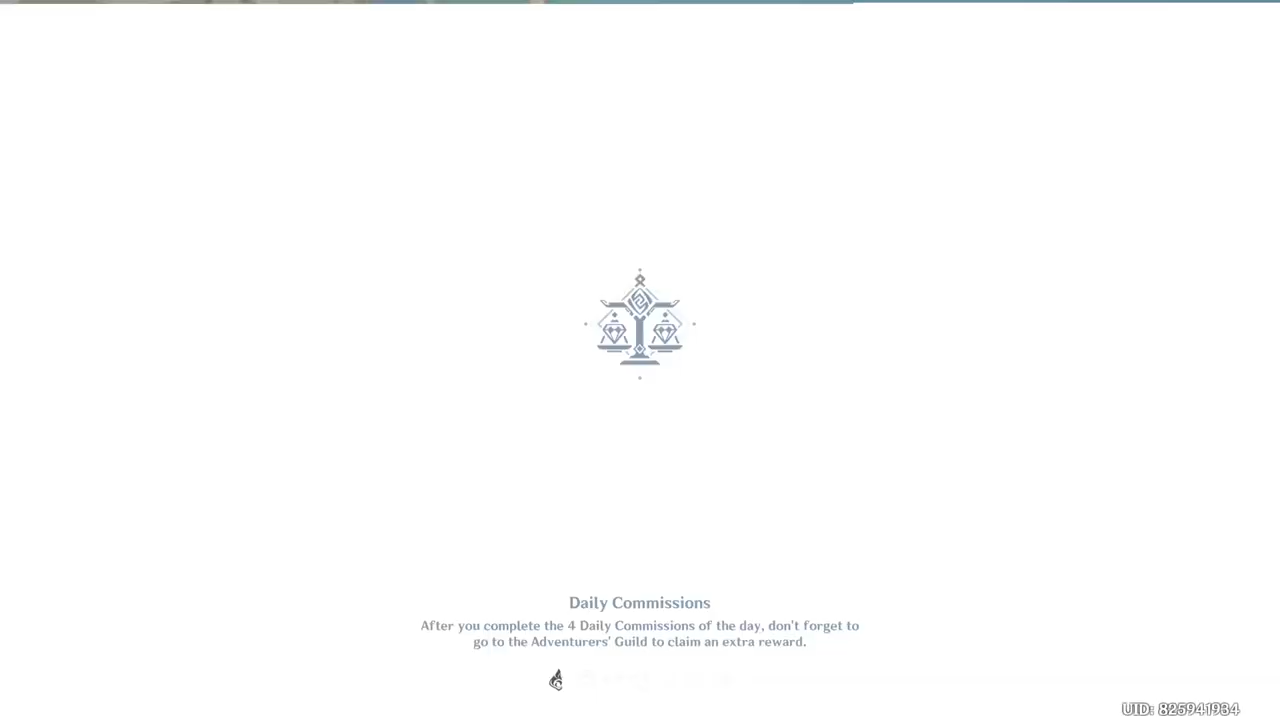 Daily Commissions
After you complete the 4 Daily Commissions of the day, don't forget to
go to the Adventurers' Guild to claim an extra reward.
UID: 825941934